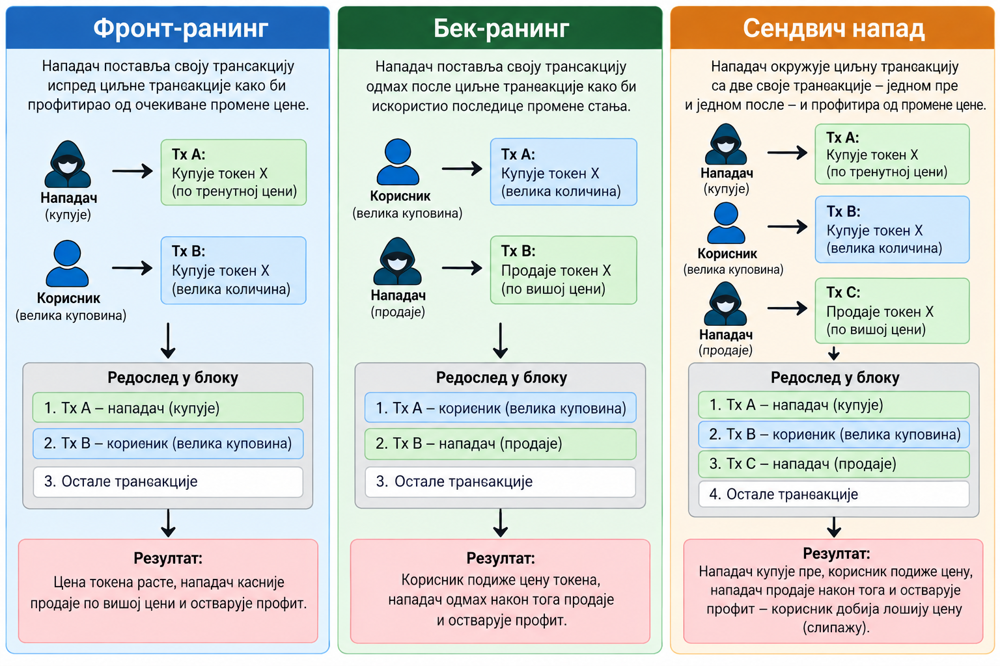 Фронт-ранинг
Нападач поставља своју трансакцију
испред циљне трансакције како би
профитирао од очекиване промене цене.
Нападач
(купује)
Tx A:
Купује токен X
(по тренутној цени)
Корисник
(велика куповина)
Tx B:
Купује токен X
(велика количина)
Редослед у блоку
1. Tx A – нападач (купује)
2. Tx B – корисник (велика куповина)
3. Остале трансакције
Резултат:
Цена токена расте, нападач касније
продаје по вишој цени и остварује профит.
Бек-ранинг
Нападач поставља своју трансакцију
одмах после циљне трансакције како би
искористио последице промене стања.
Корисник
(велика куповина)
Tx A:
Купује токен X
(велика количина)
Нападач
(продаје)
Tx B:
Продаје токен X
(по вишој цени)
Редослед у блоку
1. Tx A – корисник (велика куповина)
2. Tx B – нападач (продаје)
3. Остале трансакције
Резултат:
Корисник подиже цену токена,
нападач одмах након тога продаје
и остварује профит.
Сендвич напад
Нападач окружује циљну трансакцију
са две своје трансакције – једном пре
и једном после – и профитира од промене цене.
Нападач
(купује)
Tx A:
Купује токен X
(по тренутној цени)
Корисник
(велика куповина)
Tx B:
Купује токен X
(велика количина)
Нападач
(продаје)
Tx C:
Продаје токен X
(по вишој цени)
Редослед у блоку
1. Tx A – нападач (купује)
2. Tx B – корисник (велика куповина)
3. Tx C – нападач (продаје)
4. Остале трансакције
Резултат:
Нападач купује пре, корисник подиже цену,
нападач продаје након тога и остварује
профит – корисник добија лошију цену
(слипажу).